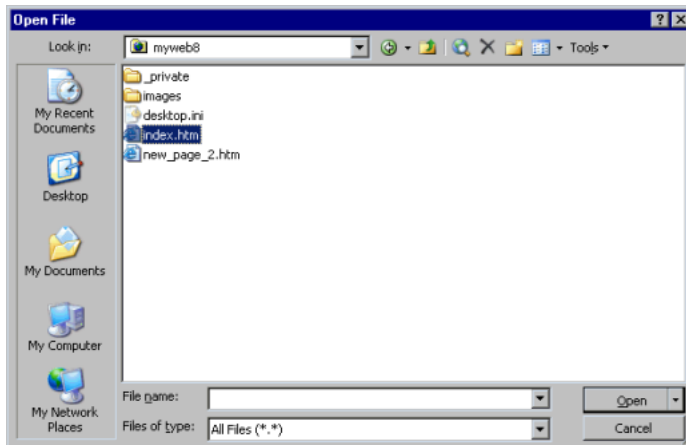 Open File
Look in:
myweb8
Tools
My Recent
Documents
Desktop
My Documents
My Computer
My Network
Places
_private
images
desktop.ini
index.htm
new_page_2.htm
File name:
Open
Files of type:
All Files (*.*)
Cancel